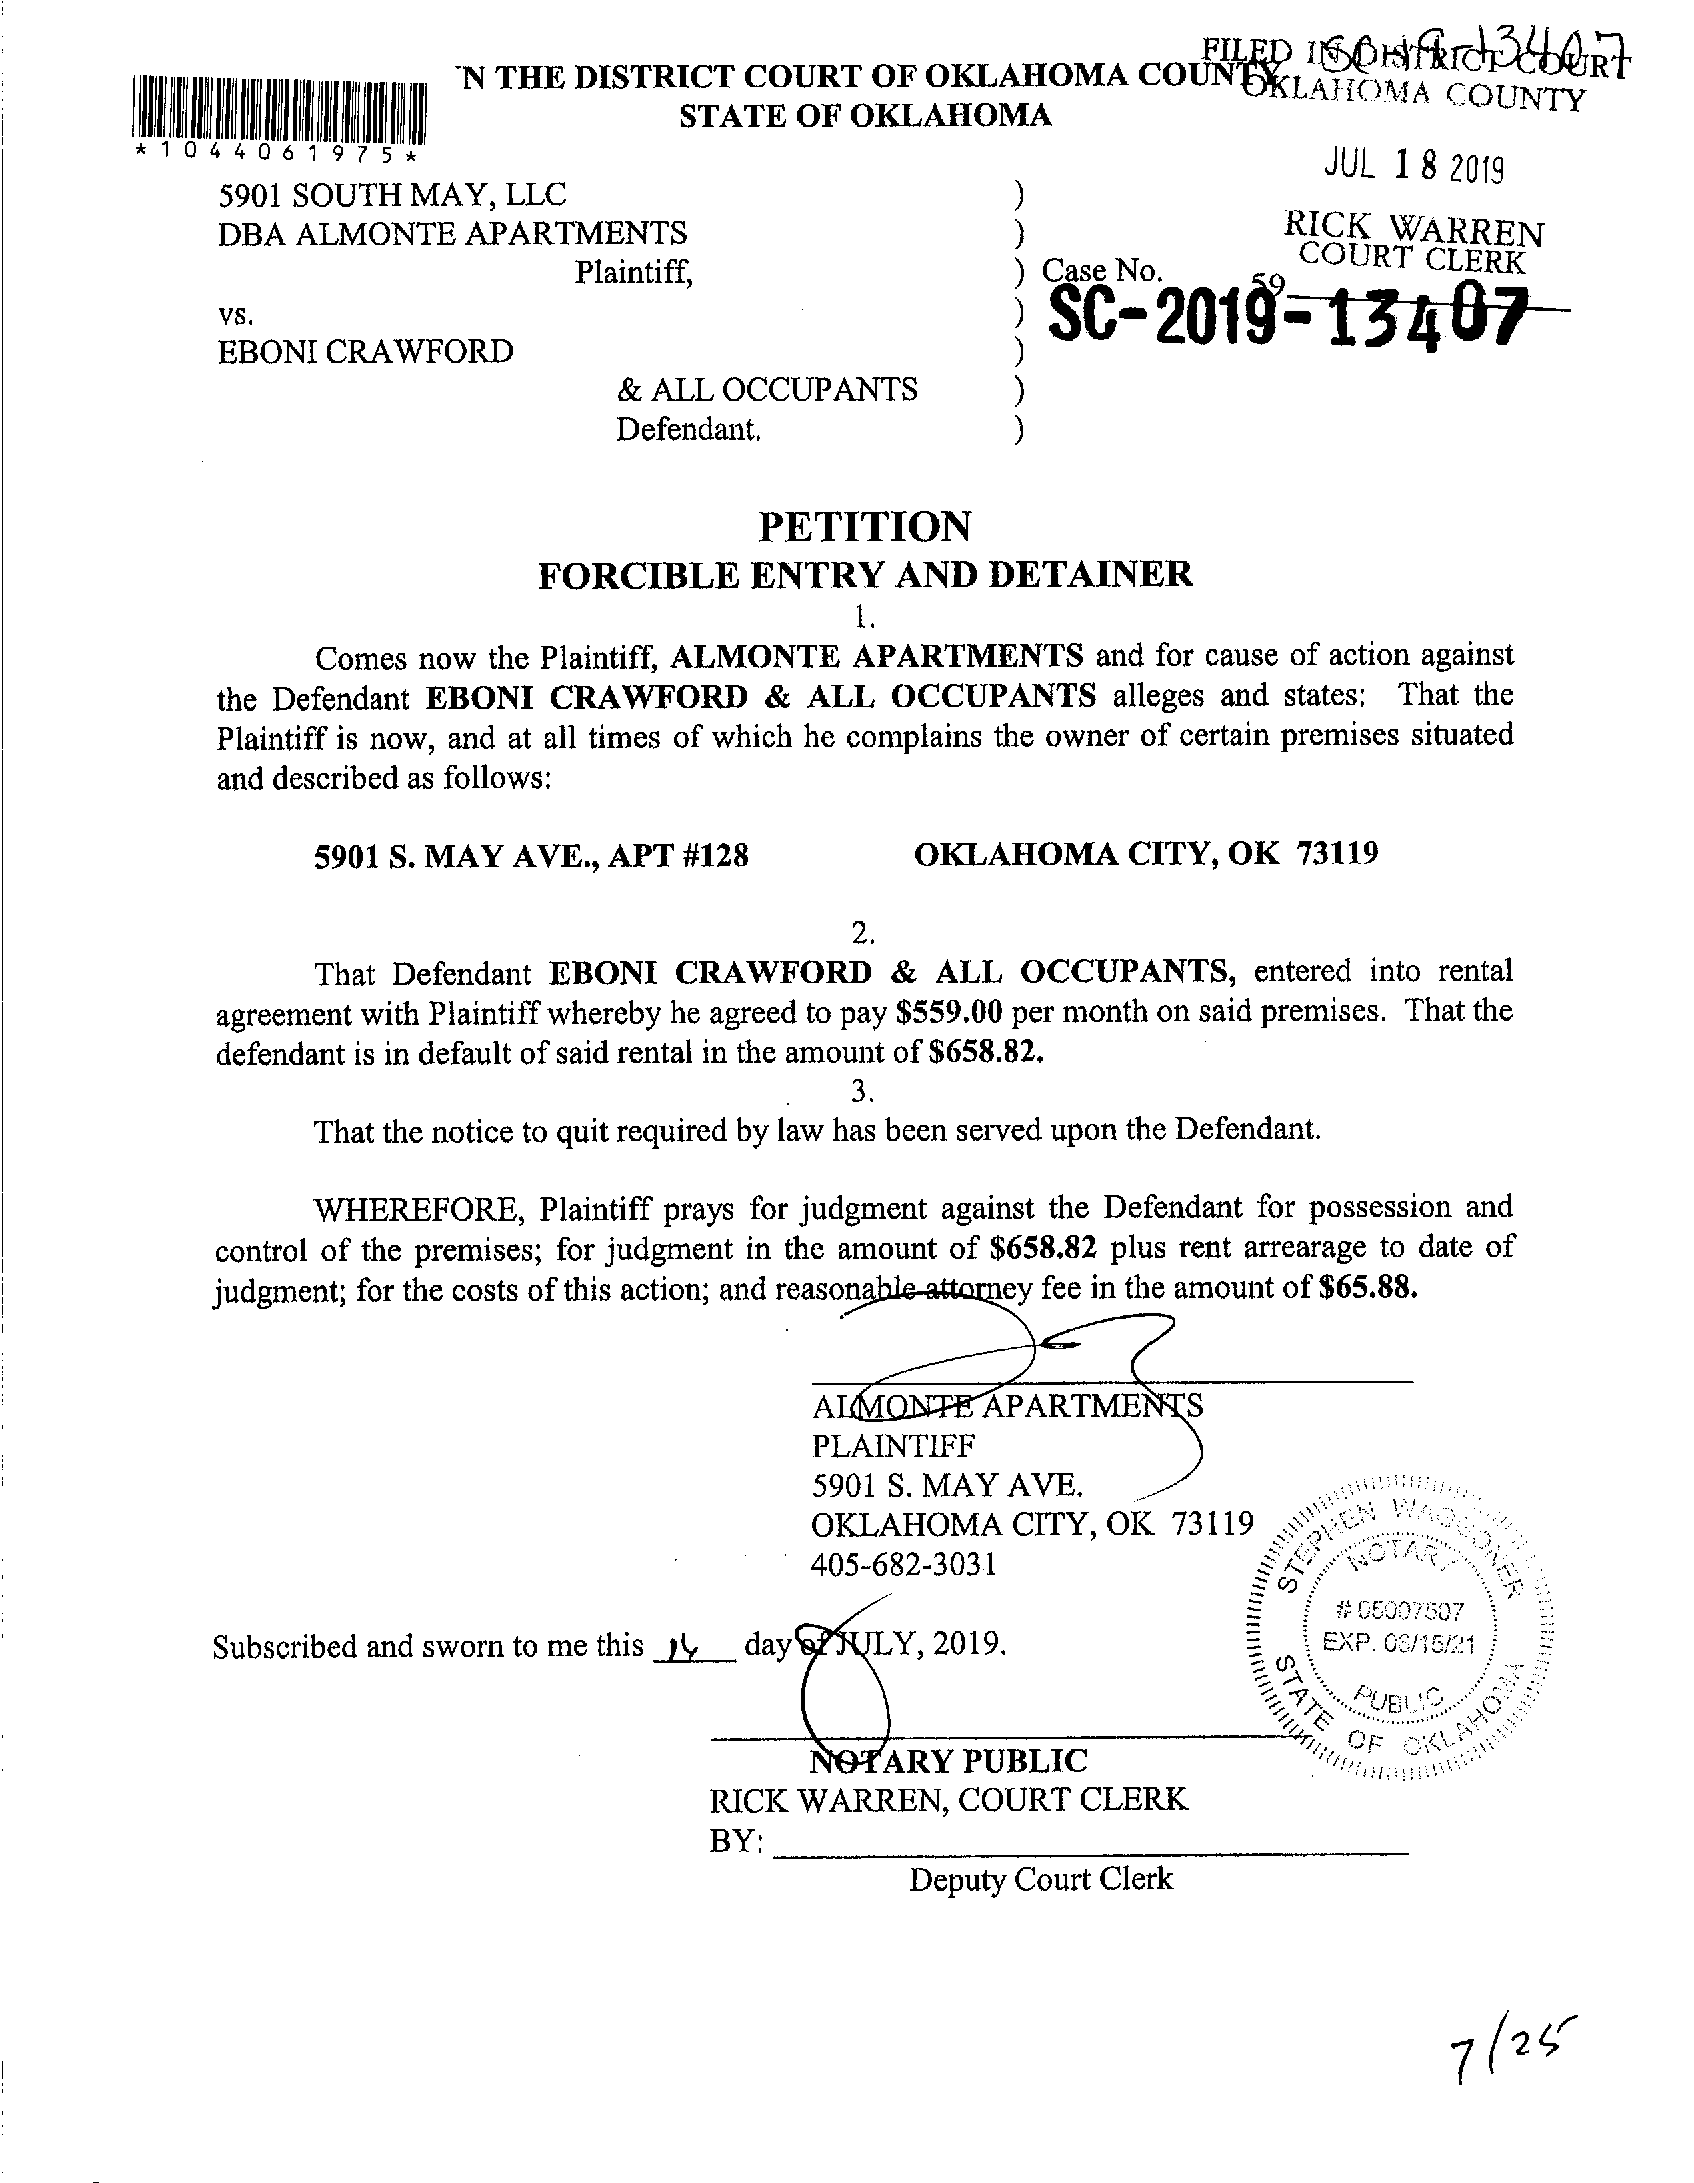 SC-19-13407
FILED IN DISTRICT COURT
OKLAHOMA COUNTY
'N THE DISTRICT COURT OF OKLAHOMA COUNTY
STATE OF OKLAHOMA
*1044061975*
JUL 18 2019
RICK WARREN
COURT CLERK
59
5901 SOUTH MAY, LLC )
DBA ALMONTE APARTMENTS )
Plaintiff, ) Case No.
SC-2019-13407
vs. )
EBONI CRAWFORD )
& ALL OCCUPANTS )
Defendant. )
PETITION
FORCIBLE ENTRY AND DETAINER
1.
Comes now the Plaintiff, ALMONTE APARTMENTS and for cause of action against
the Defendant EBONI CRAWFORD & ALL OCCUPANTS alleges and states: That the
Plaintiff is now, and at all times of which he complains the owner of certain premises situated
and described as follows:
5901 S. MAY AVE., APT #128 OKLAHOMA CITY, OK 73119
2.
That Defendant EBONI CRAWFORD & ALL OCCUPANTS, entered into rental
agreement with Plaintiff whereby he agreed to pay $559.00 per month on said premises. That the
defendant is in default of said rental in the amount of $658.82.
3.
That the notice to quit required by law has been served upon the Defendant.
WHEREFORE, Plaintiff prays for judgment against the Defendant for possession and
control of the premises; for judgment in the amount of $658.82 plus rent arrearage to date of
judgment; for the costs of this action; and reasonable attorney fee in the amount of $65.88.
ALMONTE APARTMENTS
PLAINTIFF
5901 S. MAY AVE.
OKLAHOMA CITY, OK 73119
405-682-3031
STEPHEN WAGGONER
NOTARY
PUBLIC
STATE OF OKLAHOMA
Subscribed and sworn to me this day of JULY, 2019.
NOTARY PUBLIC
RICK WARREN, COURT CLERK
BY:
Deputy Court Clerk
7/25